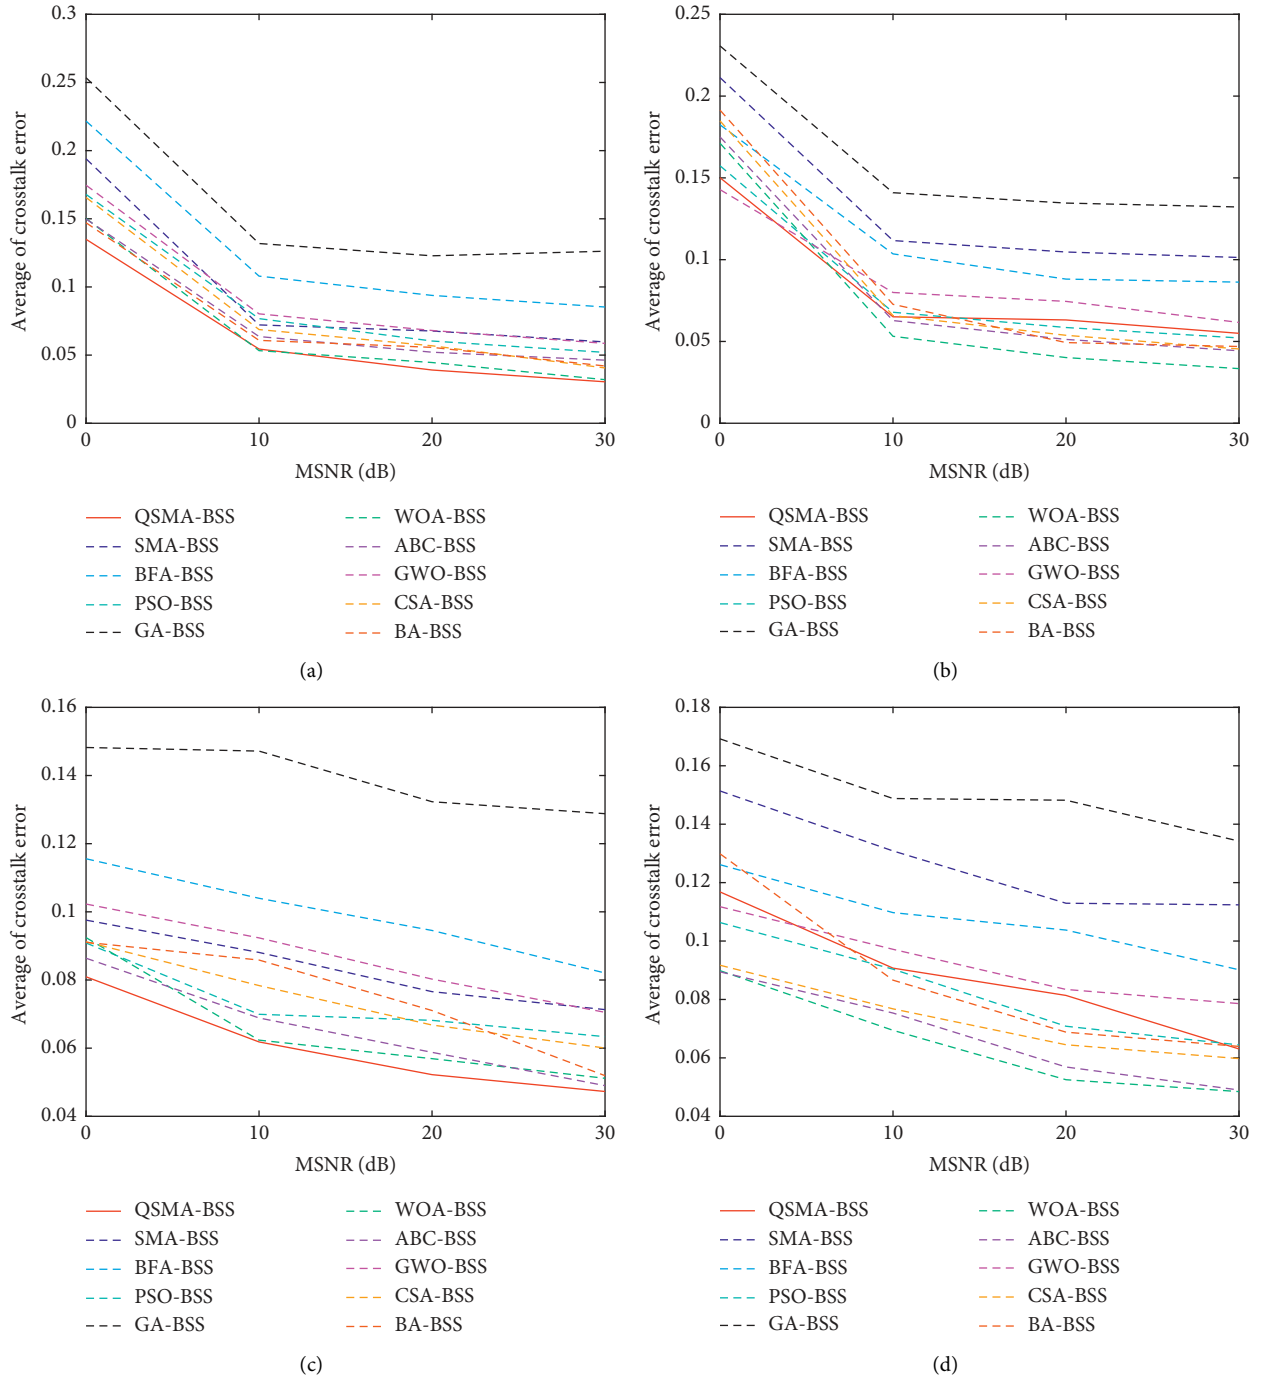 0.3
0.25
0.2
0.15
0.1
0.05
0
0 10 20 30
Average of crosstalk error
MSNR (dB)
QSMA-BSS
SMA-BSS
BFA-BSS
PSO-BSS
GA-BSS
WOA-BSS
ABC-BSS
GWO-BSS
CSA-BSS
BA-BSS
(a)
0.25
0.2
0.15
0.1
0.05
0
0 10 20 30
Average of crosstalk error
MSNR (dB)
QSMA-BSS
SMA-BSS
BFA-BSS
PSO-BSS
GA-BSS
WOA-BSS
ABC-BSS
GWO-BSS
CSA-BSS
BA-BSS
(b)
0.16
0.14
0.12
0.1
0.08
0.06
0.04
0 10 20 30
Average of crosstalk error
MSNR (dB)
QSMA-BSS
SMA-BSS
BFA-BSS
PSO-BSS
GA-BSS
WOA-BSS
ABC-BSS
GWO-BSS
CSA-BSS
BA-BSS
(c)
0.18
0.16
0.14
0.12
0.1
0.08
0.06
0.04
0 10 20 30
Average of crosstalk error
MSNR (dB)
QSMA-BSS
SMA-BSS
BFA-BSS
PSO-BSS
GA-BSS
WOA-BSS
ABC-BSS
GWO-BSS
CSA-BSS
BA-BSS
(d)